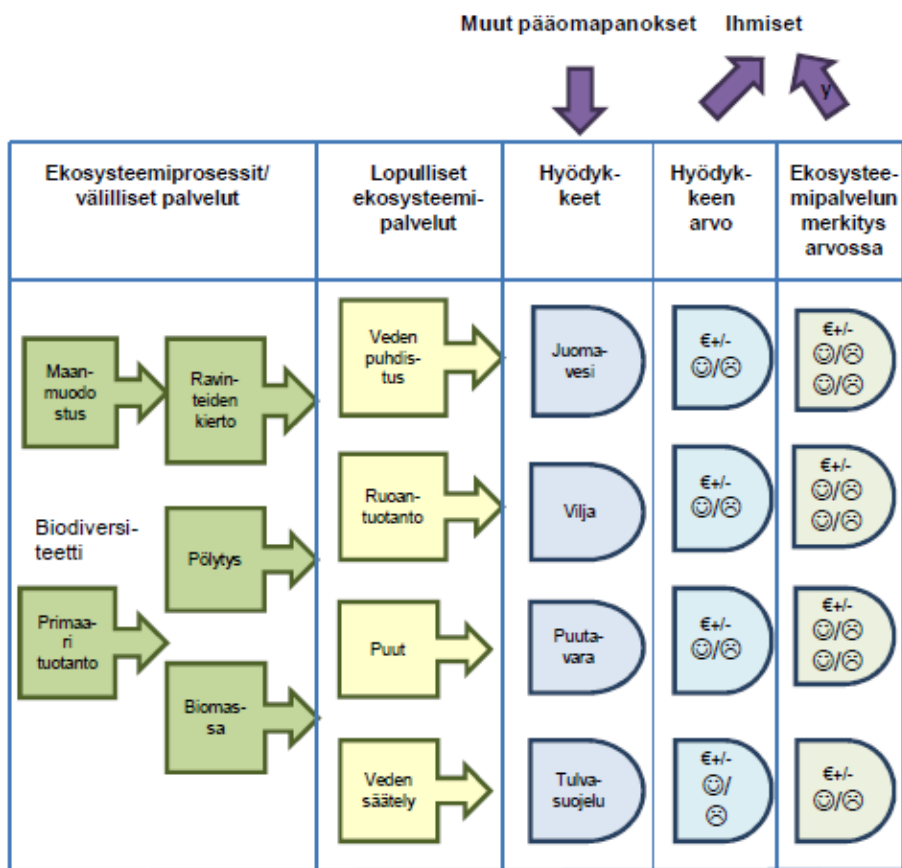 Muut pääomapanokset
Ihmiset
y
Ekosysteemiprosessit/
välilliset palvelut
Lopulliset
ekosysteemi-
palvelut
Hyödyk-
keet
Hyödyk-
keen
arvo
Ekosystee-
mipalvelun
merkitys
arvossa
Maan-
muodo
stus
Ravin-
teiden
kierto
Veden
puhdis-
tus
Juoma-
vesi
€+/-
☺/☹
€+/-
☺/☹
☺/☹
Biodiversi-
teetti
Pölytys
Ruoan-
tuotanto
Vilja
€+/-
☺/☹
€+/-
☺/☹
☺/☹
Primaa-
ri
tuotanto
Biomas-
sa
Puut
Puuta-
vara
€+/-
☺/☹
€+/-
☺/☹
☺/☹
Veden
säätely
Tulva-
suojelu
€+/-
☺/
☹
€+/-
☺/☹